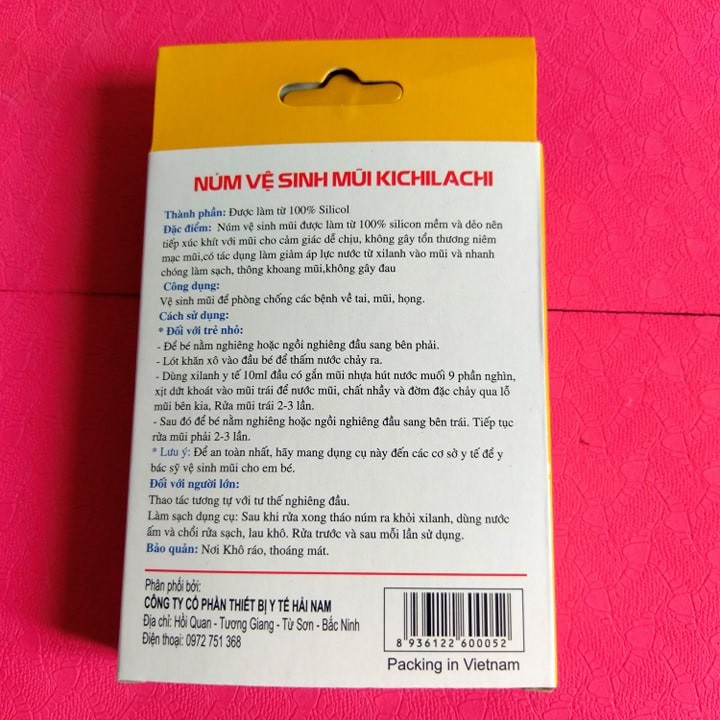 NÚM VỆ SINH MŨI KICHILACHI
Thành phần: Được làm từ 100% Silicol
Đặc điểm: Núm vệ sinh mũi được làm từ 100% silicon mềm và dẻo nên
tiếp xúc khít với mũi cho cảm giác dễ chịu, không gây tổn thương niêm
mạc mũi,có tác dụng làm giảm áp lực nước từ xilanh vào mũi và nhanh
chóng làm sạch, thông khoang mũi,không gây đau
Công dụng:
Vệ sinh mũi để phòng chống các bệnh về tai, mũi, họng.
Cách sử dụng:
* Đối với trẻ nhỏ:
- Để bé nằm nghiêng hoặc ngồi nghiêng đầu sang bên phải.
- Lót khăn xô vào đầu bé để thấm nước chảy ra.
- Dùng xilanh y tế 10ml đầu có gắn mũi nhựa hút nước muối 9 phần nghìn,
xịt dứt khoát vào mũi trái để nước mũi, chất nhầy và đờm đặc chảy qua lỗ
mũi bên kia, Rửa mũi trái 2-3 lần.
- Sau đó để bé nằm nghiêng hoặc ngồi nghiêng đầu sang bên trái. Tiếp tục
rửa mũi phải 2-3 lần.
* Lưu ý: Để an toàn nhất, hãy mang dụng cụ này đến các cơ sở y tế để y
bác sỹ vệ sinh mũi cho em bé.
Đối với người lớn:
Thao tác tương tự với tư thế nghiêng đầu.
Làm sạch dụng cụ: Sau khi rửa xong tháo núm ra khỏi xilanh, dùng nước
ấm và chổi rửa sạch, lau khô. Rửa trước và sau mỗi lần sử dụng.
Bảo quản: Nơi Khô ráo, thoáng mát.
Phân phối bởi:
CÔNG TY CỔ PHẦN THIẾT BỊ Y TẾ HẢI NAM
Địa chỉ: Hồi Quan - Tương Giang - Từ Sơn - Bắc Ninh
Điện thoại: 0972 751 368
8 936122 600052
Packing in Vietnam